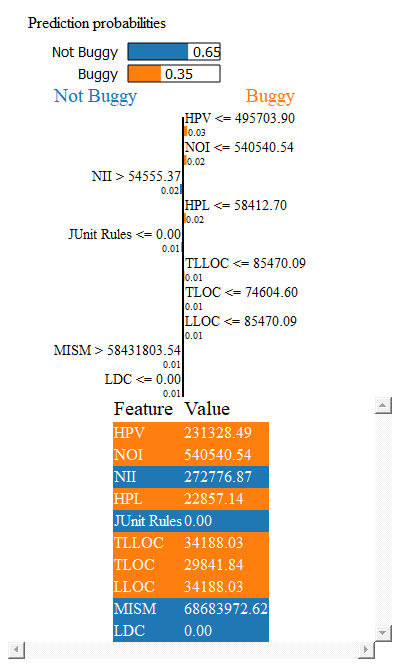 Prediction probabilities
Not Buggy 0.65
Buggy 0.35
Not Buggy Buggy
HPV <= 495703.90
0.03
NOI <= 540540.54
0.02
NII > 54555.37
0.02
HPL <= 58412.70
0.02
JUnit Rules <= 0.00
0.01
TLLOC <= 85470.09
0.01
TLOC <= 74604.60
0.01
LLOC <= 85470.09
0.01
MISM > 58431803.54
0.01
LDC <= 0.00
0.01
Feature Value
HPV 231328.49
NOI 540540.54
NII 272776.87
HPL 22857.14
JUnit Rules 0.00
TLLOC 34188.03
TLOC 29841.84
LLOC 34188.03
MISM 68683972.62
LDC 0.00